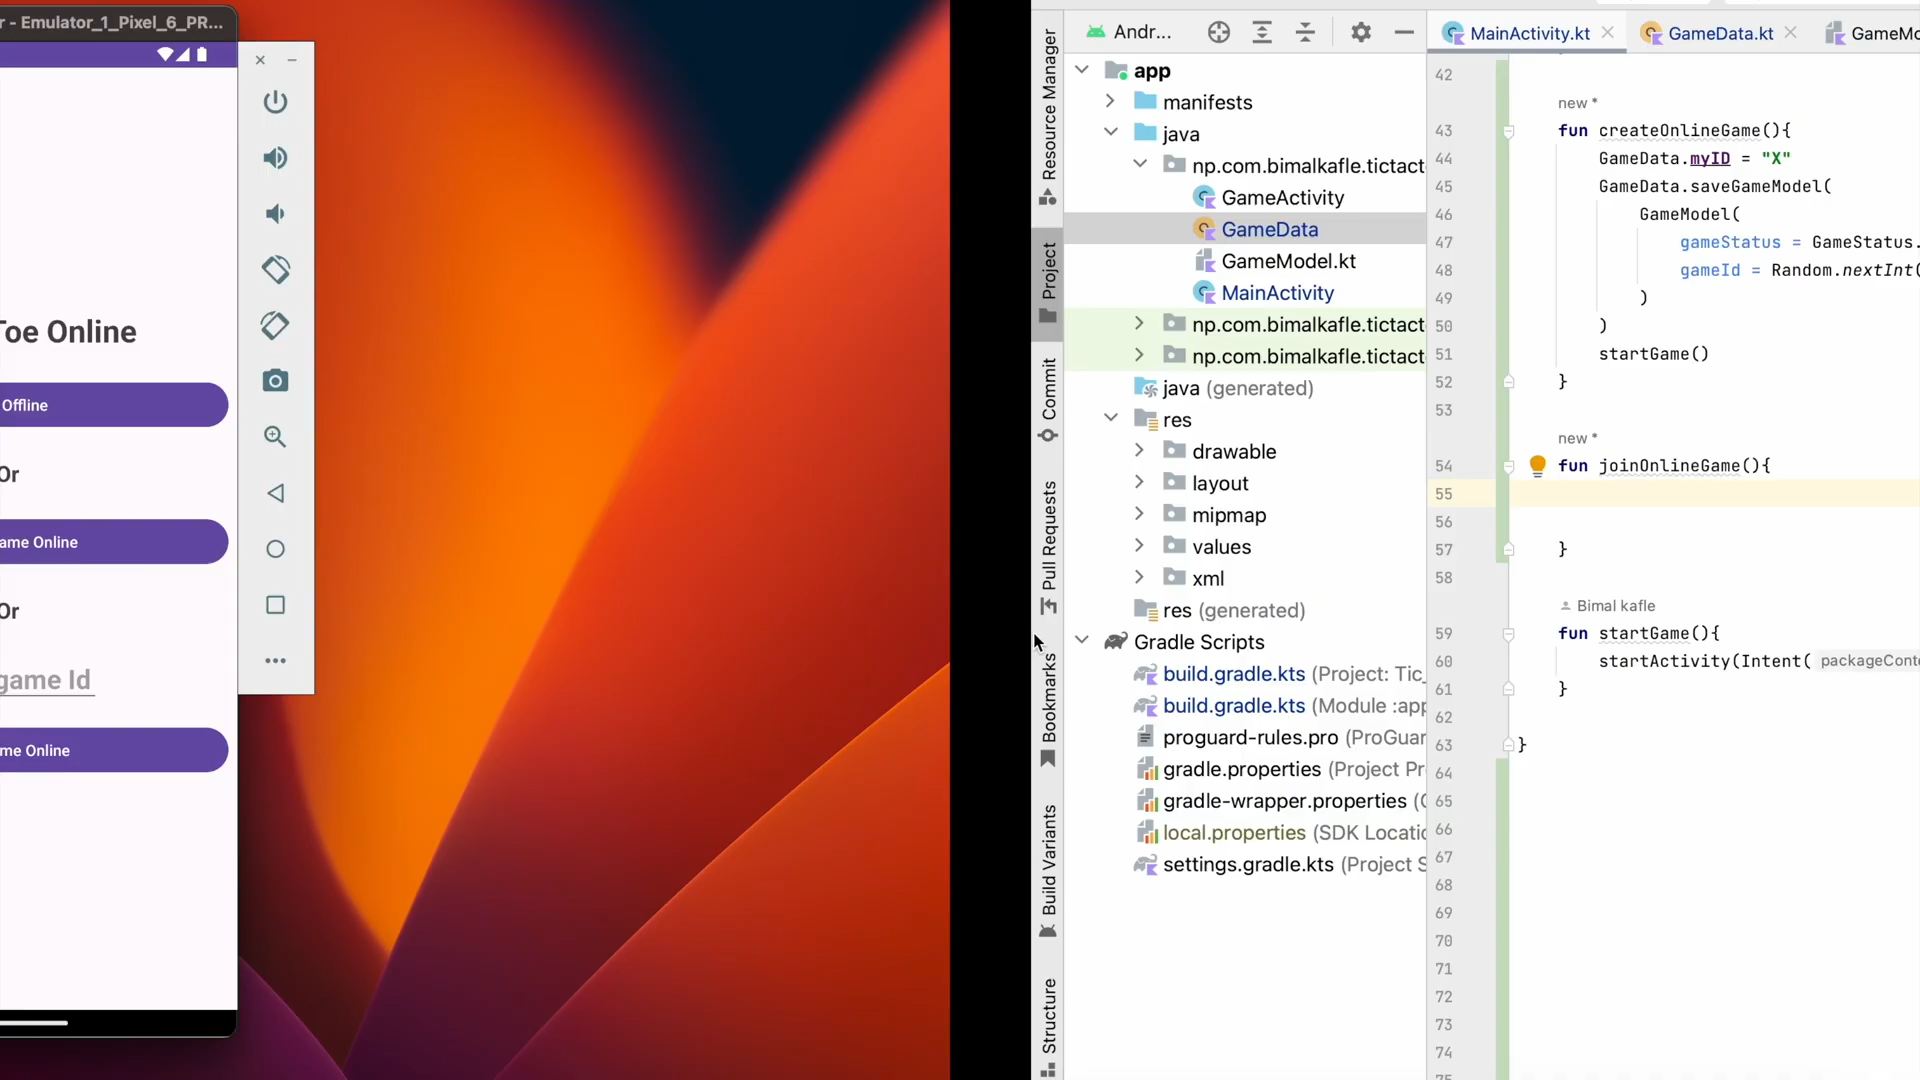 r - Emulator_1_Pixel_6_PR...
Toe Online
Offline
Or
ame Online
Or
game Id
me Online
Resource Manager
Project
Commit
Pull Requests
Bookmarks
Build Variants
Structure
Andr...
app
manifests
java
np.com.bimalkafle.tictact
GameActivity
GameData
GameModel.kt
MainActivity
np.com.bimalkafle.tictact
np.com.bimalkafle.tictact
java (generated)
res
drawable
layout
mipmap
values
xml
res (generated)
Gradle Scripts
build.gradle.kts (Project: Tic_
build.gradle.kts (Module :app
proguard-rules.pro (ProGuar
gradle.properties (Project Pr
gradle-wrapper.properties (G
local.properties (SDK Locatio
settings.gradle.kts (Project S
MainActivity.kt
GameData.kt
GameMo
42
new *
43 fun createOnlineGame(){
44 GameData.myID = "X"
45 GameData.saveGameModel(
46 GameModel(
47 gameStatus = GameStatus.
48 gameId = Random.nextInt(
49 )
50 )
51 startGame()
52 }
53
new *
54 fun joinOnlineGame(){
55
56
57 }
58
Bimal kafle
59 fun startGame(){
60 startActivity(Intent( packageConte
61 }
62
63 }
64
65
66
67
68
69
70
71
72
73
74